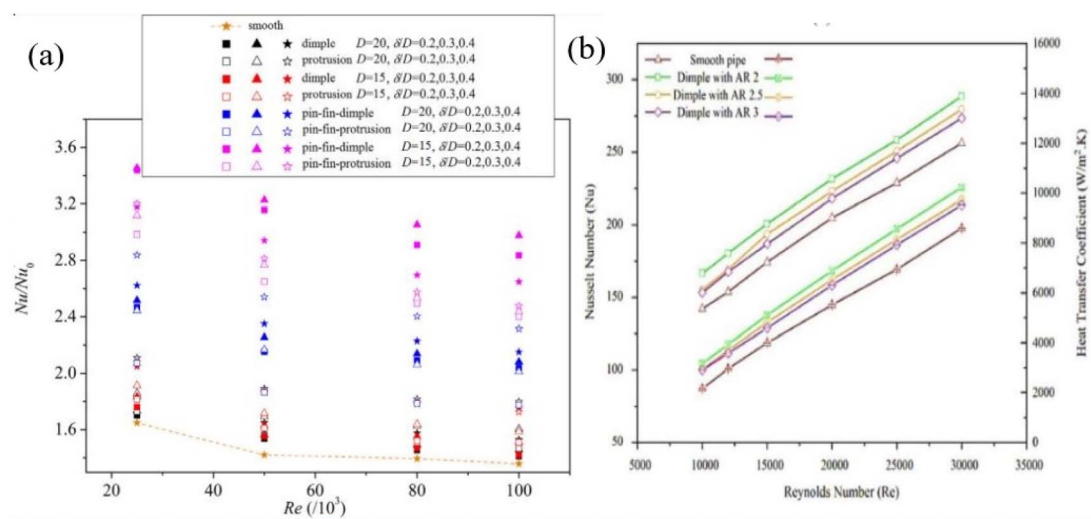 (a)
smooth
dimple D=20, δ/D=0.2,0.3,0.4
protrusion D=20, δ/D=0.2,0.3,0.4
dimple D=15, δ/D=0.2,0.3,0.4
protrusion D=15, δ/D=0.2,0.3,0.4
pin-fin-dimple D=20, δ/D=0.2,0.3,0.4
pin-fin-protrusion D=20, δ/D=0.2,0.3,0.4
pin-fin-dimple D=15, δ/D=0.2,0.3,0.4
pin-fin-protrusion D=15, δ/D=0.2,0.3,0.4
3.6
3.2
2.8
2.4
2.0
1.6
Nu/Nu0
20 40 60 80 100
Re (/10³)
(b)
Smooth pipe
Dimple with AR 2
Dimple with AR 2.5
Dimple with AR 3
300
250
200
150
100
50
Nusselt Number (Nu)
16000
14000
12000
10000
8000
6000
4000
2000
0
Heat Transfer Coefficient (W/m².K)
5000 10000 15000 20000 25000 30000 35000
Reynolds Number (Re)